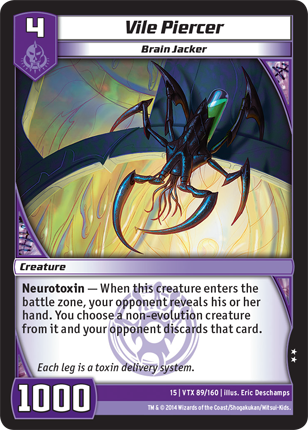 4
Vile Piercer
Brain Jacker
Creature
Neurotoxin — When this creature enters the
battle zone, your opponent reveals his or her
hand. You choose a non-evolution creature
from it and your opponent discards that card.
Each leg is a toxin delivery system.
1000
15 | VTX 89/160 | illus. Eric Deschamps
TM & © 2014 Wizards of the Coast/Shogakukan/Mitsui-Kids.